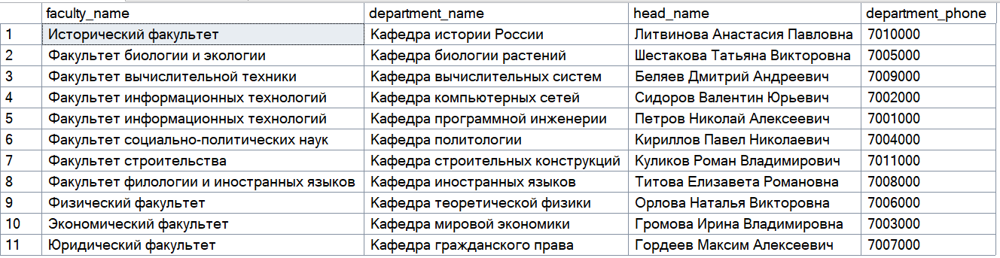 faculty_name department_name head_name department_phone
1 Исторический факультет Кафедра истории России Литвинова Анастасия Павловна 7010000
2 Факультет биологии и экологии Кафедра биологии растений Шестакова Татьяна Викторовна 7005000
3 Факультет вычислительной техники Кафедра вычислительных систем Беляев Дмитрий Андреевич 7009000
4 Факультет информационных технологий Кафедра компьютерных сетей Сидоров Валентин Юрьевич 7002000
5 Факультет информационных технологий Кафедра программной инженерии Петров Николай Алексеевич 7001000
6 Факультет социально-политических наук Кафедра политологии Кириллов Павел Николаевич 7004000
7 Факультет строительства Кафедра строительных конструкций Куликов Роман Владимирович 7011000
8 Факультет филологии и иностранных языков Кафедра иностранных языков Титова Елизавета Романовна 7008000
9 Физический факультет Кафедра теоретической физики Орлова Наталья Викторовна 7006000
10 Экономический факультет Кафедра мировой экономики Громова Ирина Владимировна 7003000
11 Юридический факультет Кафедра гражданского права Гордеев Максим Алексеевич 7007000